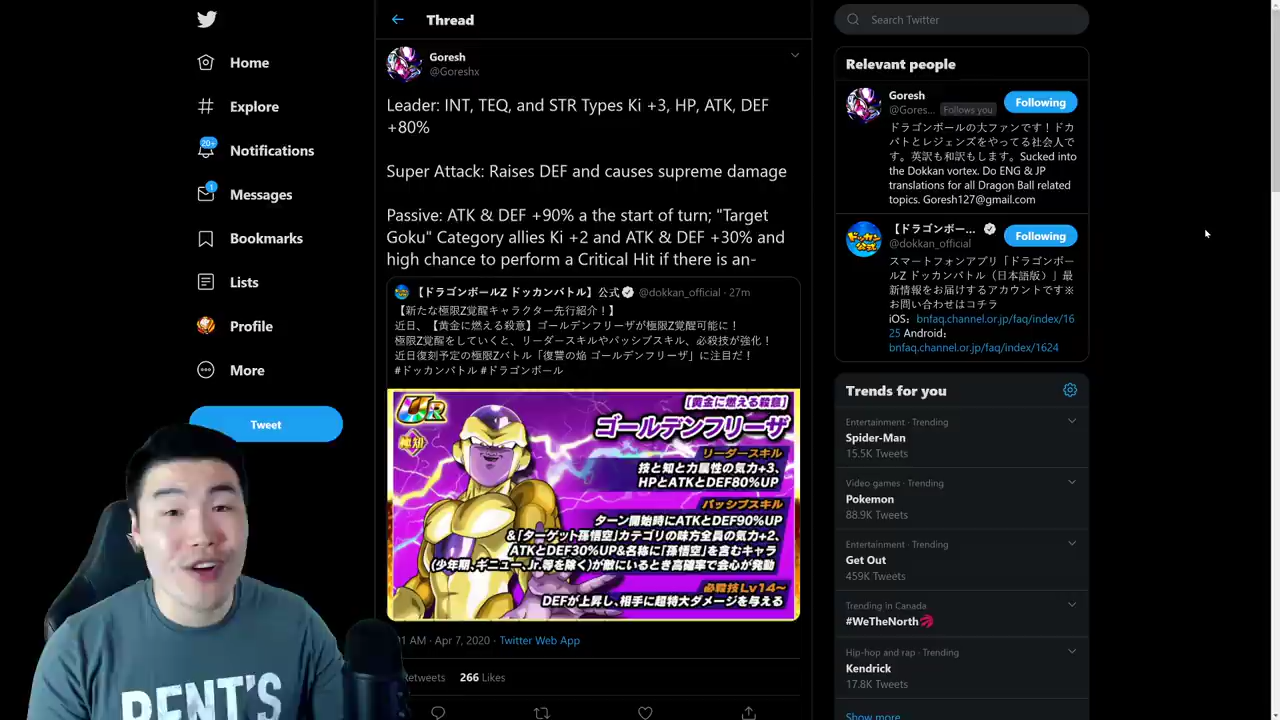 Home
Explore
20+
Notifications
1
Messages
Bookmarks
Lists
Profile
More
Tweet
Thread
Goresh
@Goreshx
Leader: INT, TEQ, and STR Types Ki +3, HP, ATK, DEF
+80%
Super Attack: Raises DEF and causes supreme damage
Passive: ATK & DEF +90% a the start of turn; "Target
Goku" Category allies Ki +2 and ATK & DEF +30% and
high chance to perform a Critical Hit if there is an-
【ドラゴンボールZ ドッカンバトル】公式 @dokkan_official · 27m
【新たな極限Z覚醒キャラクター先行紹介！】
近日、【黄金に燃える殺意】ゴールデンフリーザが極限Z覚醒可能に！
極限Z覚醒をしていくと、リーダースキルやパッシブスキル、必殺技が強化！
近日復刻予定の極限Zバトル「復讐の焔 ゴールデンフリーザ」に注目だ！
#ドッカンバトル #ドラゴンボール
UR
極知
[黄金に燃える殺意]
ゴールデンフリーザ
リーダースキル
技と知と力属性の気力+3、
HPとATKとDEF80%UP
パッシブスキル
ターン開始時にATKとDEF90%UP
&「ターゲット孫悟空」カテゴリの味方全員の気力+2、
ATKとDEF30%UP&名称に「孫悟空」を含むキャラ
(少年期、ギニュー、Jr.等を除く)が敵にいるとき高確率で会心が発動
必殺技Lv14~
DEFが上昇し、相手に超特大ダメージを与える
01 AM · Apr 7, 2020 · Twitter Web App
Retweets 266 Likes
Search Twitter
Relevant people
Goresh
@Gores... Follows you
Following
ドラゴンボールの大ファンです！ドカ
バトとレジェンズをやってる社会人で
す。英訳も和訳もします。Sucked into
the Dokkan vortex. Do ENG & JP
translations for all Dragon Ball related
topics. Goresh127@gmail.com
【ドラゴンボー...
@dokkan_official
Following
スマートフォンアプリ「ドラゴンボー
ルZ ドッカンバトル（日本語版）」最
新情報をお届けするアカウントです※
お問い合わせはコチラ
iOS： bnfaq.channel.or.jp/faq/index/16
25 Android：
bnfaq.channel.or.jp/faq/index/1624
Trends for you
Entertainment · Trending
Spider-Man
15.5K Tweets
Video games · Trending
Pokemon
88.9K Tweets
Entertainment · Trending
Get Out
459K Tweets
Trending in Canada
#WeTheNorth
Hip-hop and rap · Trending
Kendrick
17.8K Tweets
Show more
BENT'S